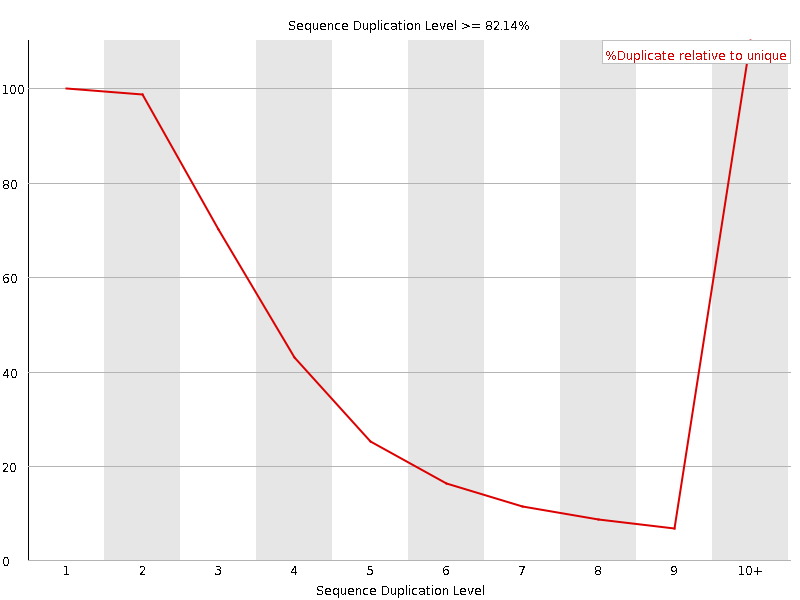 Sequence Duplication Level >= 82.14%
%Duplicate relative to unique
100
80
60
40
20
0
1 2 3 4 5 6 7 8 9 10+
Sequence Duplication Level